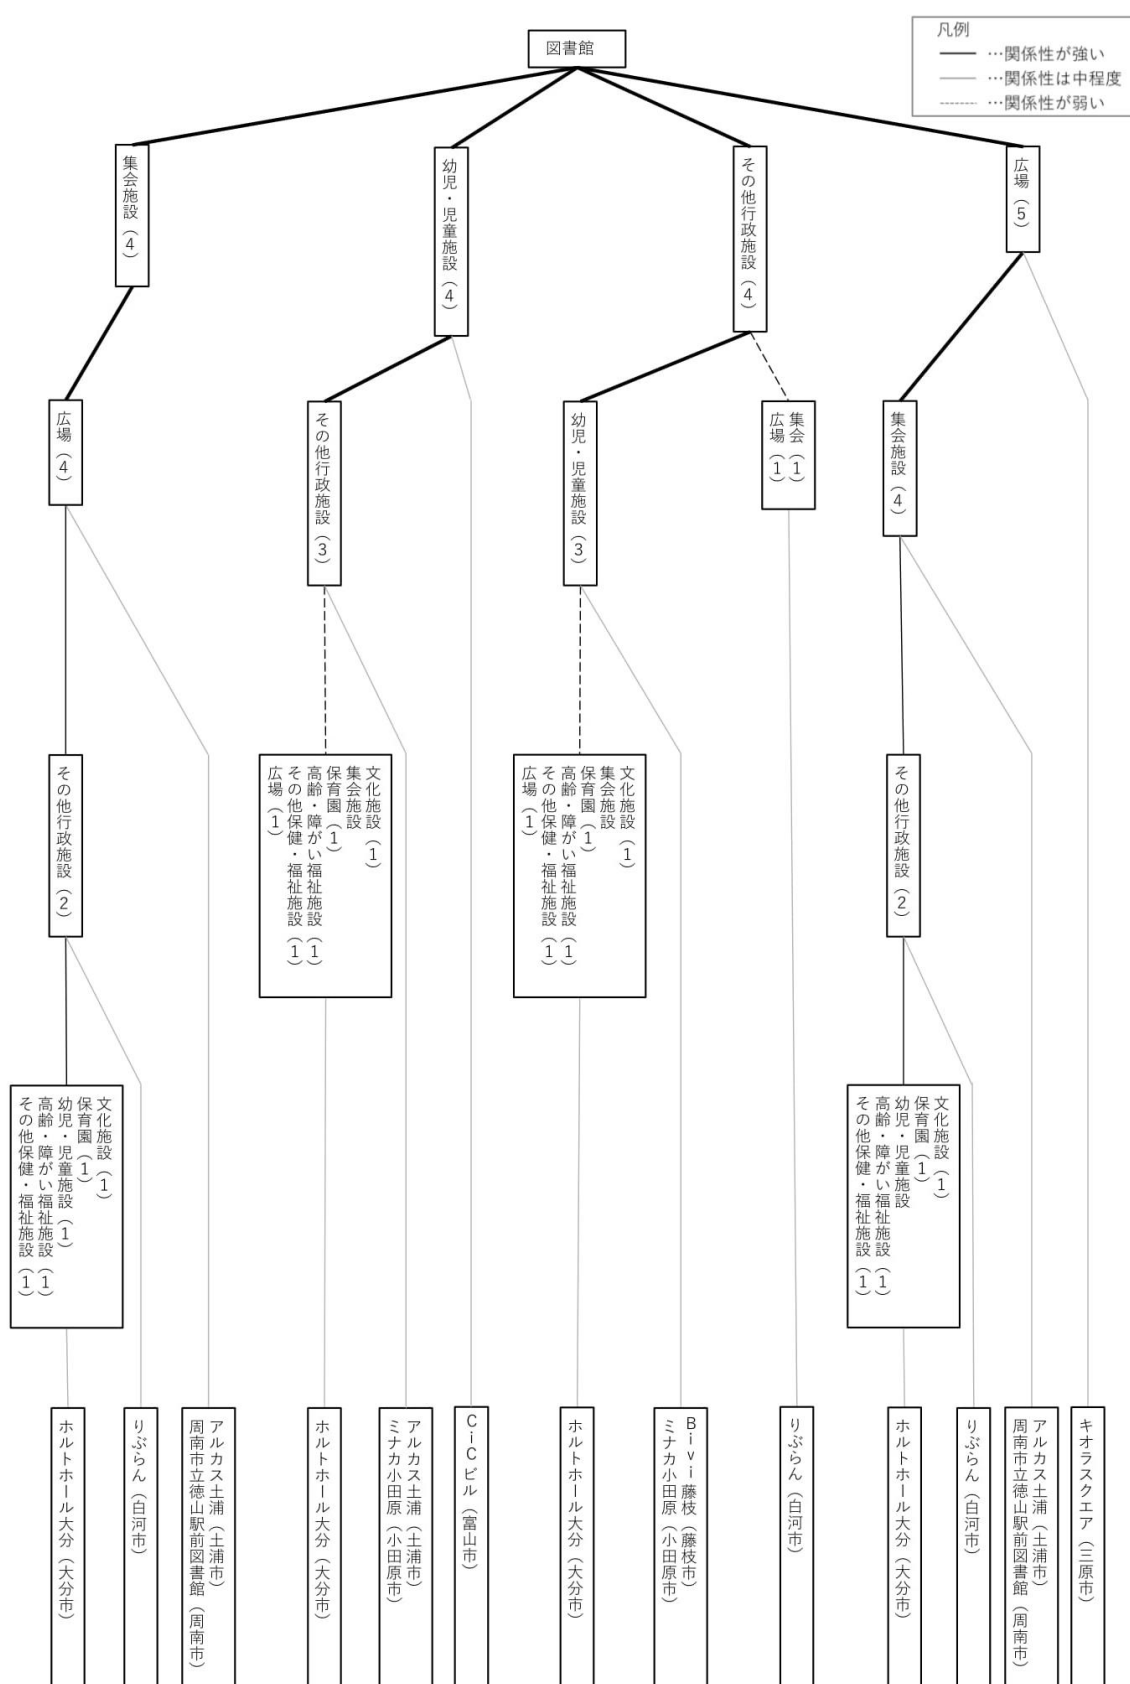 図書館
凡例
…関係性が強い
…関係性は中程度
…関係性が弱い
集会施設（4）
幼児・児童施設（4）
その他行政施設（4）
広場（5）
広場（4）
その他行政施設（3）
幼児・児童施設（3）
集会（1）
広場（1）
集会施設（4）
その他行政施設（2）
文化施設（1）
集会施設
保育園（1）
高齢・障がい福祉施設（1）
その他保健・福祉施設（1）
広場（1）
文化施設（1）
集会施設
保育園（1）
高齢・障がい福祉施設（1）
その他保健・福祉施設（1）
広場（1）
その他行政施設（2）
文化施設（1）
保育園（1）
幼児・児童施設（1）
高齢・障がい福祉施設（1）
その他保健・福祉施設（1）
文化施設（1）
保育園（1）
幼児・児童施設
高齢・障がい福祉施設（1）
その他保健・福祉施設（1）
ホルトホール大分（大分市）
りぶらん（白河市）
アルカス土浦（土浦市）
周南市立徳山駅前図書館（周南市）
ホルトホール大分（大分市）
アルカス土浦（土浦市）
ミナカ小田原（小田原市）
CiCビル（富山市）
ホルトホール大分（大分市）
Bivi藤枝（藤枝市）
ミナカ小田原（小田原市）
りぶらん（白河市）
ホルトホール大分（大分市）
りぶらん（白河市）
アルカス土浦（土浦市）
周南市立徳山駅前図書館（周南市）
キオラスクエア（三原市）